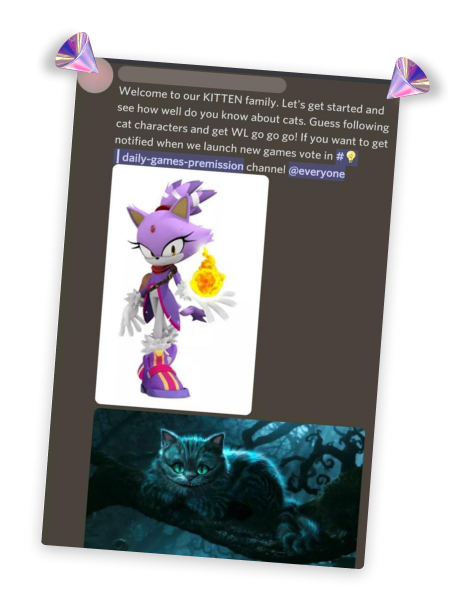 Welcome to our KITTEN family. Let's get started and
see how well do you know about cats. Guess following
cat characters and get WL go go go! If you want to get
notified when we launch new games vote in #💡
| daily-games-premission channel @everyone